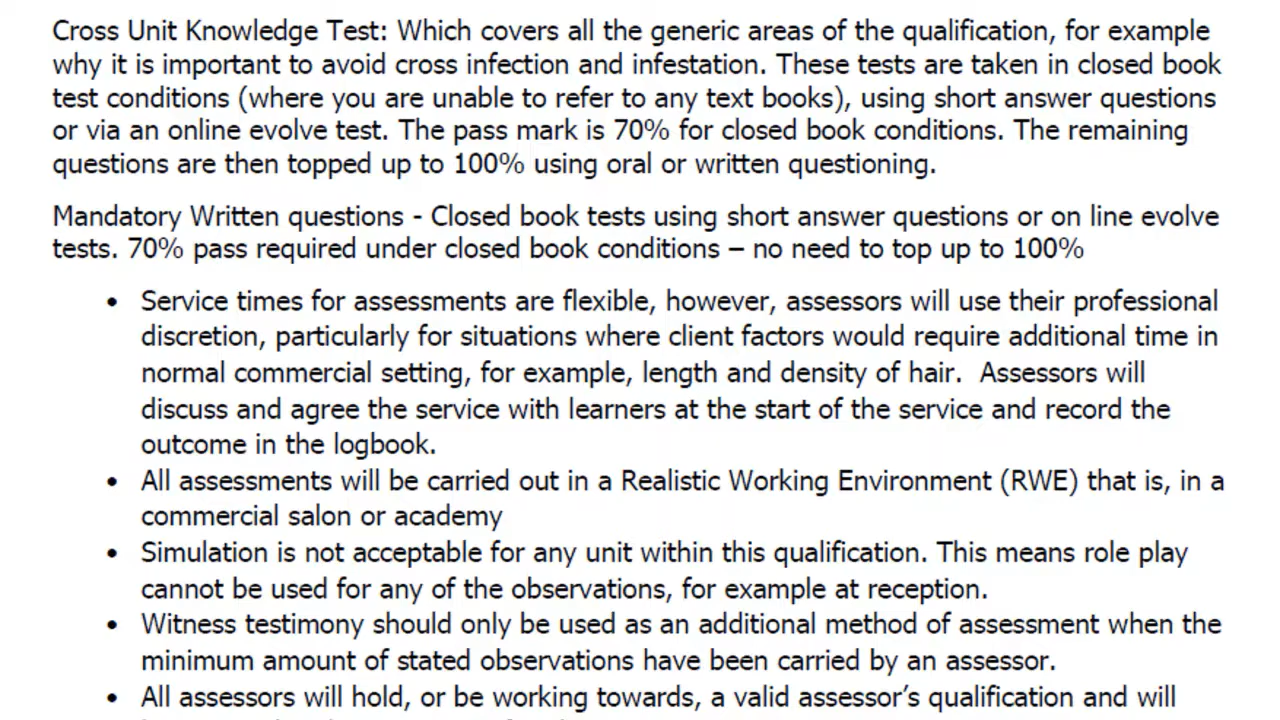 Cross Unit Knowledge Test: Which covers all the generic areas of the qualification, for example
why it is important to avoid cross infection and infestation. These tests are taken in closed book
test conditions (where you are unable to refer to any text books), using short answer questions
or via an online evolve test. The pass mark is 70% for closed book conditions. The remaining
questions are then topped up to 100% using oral or written questioning.
Mandatory Written questions - Closed book tests using short answer questions or on line evolve
tests. 70% pass required under closed book conditions – no need to top up to 100%
• Service times for assessments are flexible, however, assessors will use their professional
discretion, particularly for situations where client factors would require additional time in
normal commercial setting, for example, length and density of hair.  Assessors will
discuss and agree the service with learners at the start of the service and record the
outcome in the logbook.
• All assessments will be carried out in a Realistic Working Environment (RWE) that is, in a
commercial salon or academy
• Simulation is not acceptable for any unit within this qualification. This means role play
cannot be used for any of the observations, for example at reception.
• Witness testimony should only be used as an additional method of assessment when the
minimum amount of stated observations have been carried by an assessor.
• All assessors will hold, or be working towards, a valid assessor’s qualification and will